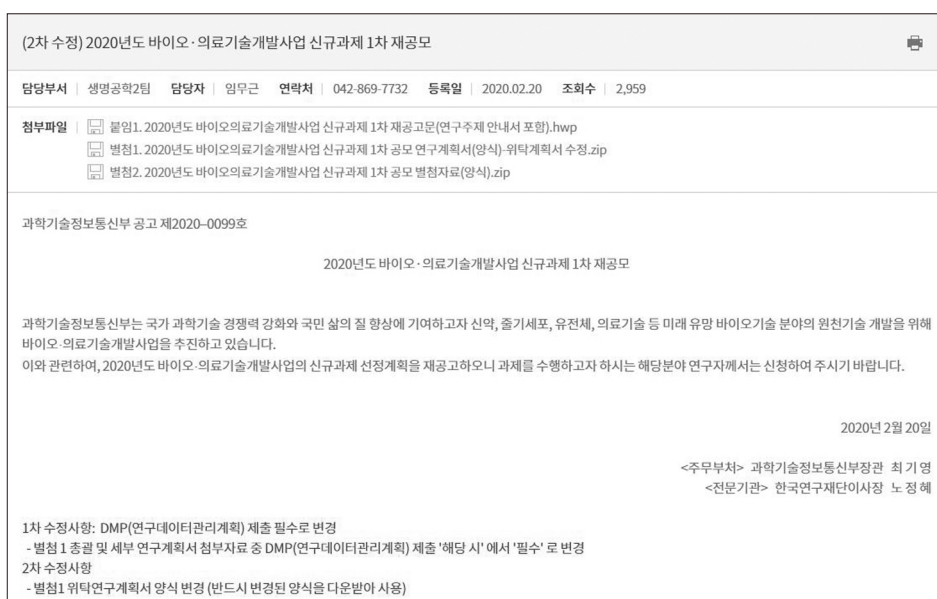 (2차 수정) 2020년도 바이오·의료기술개발사업 신규과제 1차 재공모
담당부서 | 생명공학2팀 담당자 | 임무근 연락처 | 042-869-7732 등록일 | 2020.02.20 조회수 | 2,959
첨부파일 | 붙임1. 2020년도 바이오의료기술개발사업 신규과제 1차 재공고문(연구주제 안내서 포함).hwp
별첨1. 2020년도 바이오의료기술개발사업 신규과제 1차 공모 연구계획서(양식)-위탁계획서 수정.zip
별첨2. 2020년도 바이오의료기술개발사업 신규과제 1차 공모 별첨자료(양식).zip
과학기술정보통신부 공고 제2020–0099호
2020년도 바이오·의료기술개발사업 신규과제 1차 재공모
과학기술정보통신부는 국가 과학기술 경쟁력 강화와 국민 삶의 질 향상에 기여하고자 신약, 줄기세포, 유전체, 의료기술 등 미래 유망 바이오기술 분야의 원천기술 개발을 위해
바이오·의료기술개발사업을 추진하고 있습니다.
이와 관련하여, 2020년도 바이오·의료기술개발사업의 신규과제 선정계획을 재공고하오니 과제를 수행하고자 하시는 해당분야 연구자께서는 신청하여 주시기 바랍니다.
2020년 2월 20일
<주무부처> 과학기술정보통신부장관 최 기 영
<전문기관> 한국연구재단이사장 노 정 혜
1차 수정사항: DMP(연구데이터관리계획) 제출 필수로 변경
- 별첨 1 총괄 및 세부 연구계획서 첨부자료 중 DMP(연구데이터관리계획) 제출 '해당 시' 에서 '필수' 로 변경
2차 수정사항
- 별첨1 위탁연구계획서 양식 변경 (반드시 변경된 양식을 다운받아 사용)